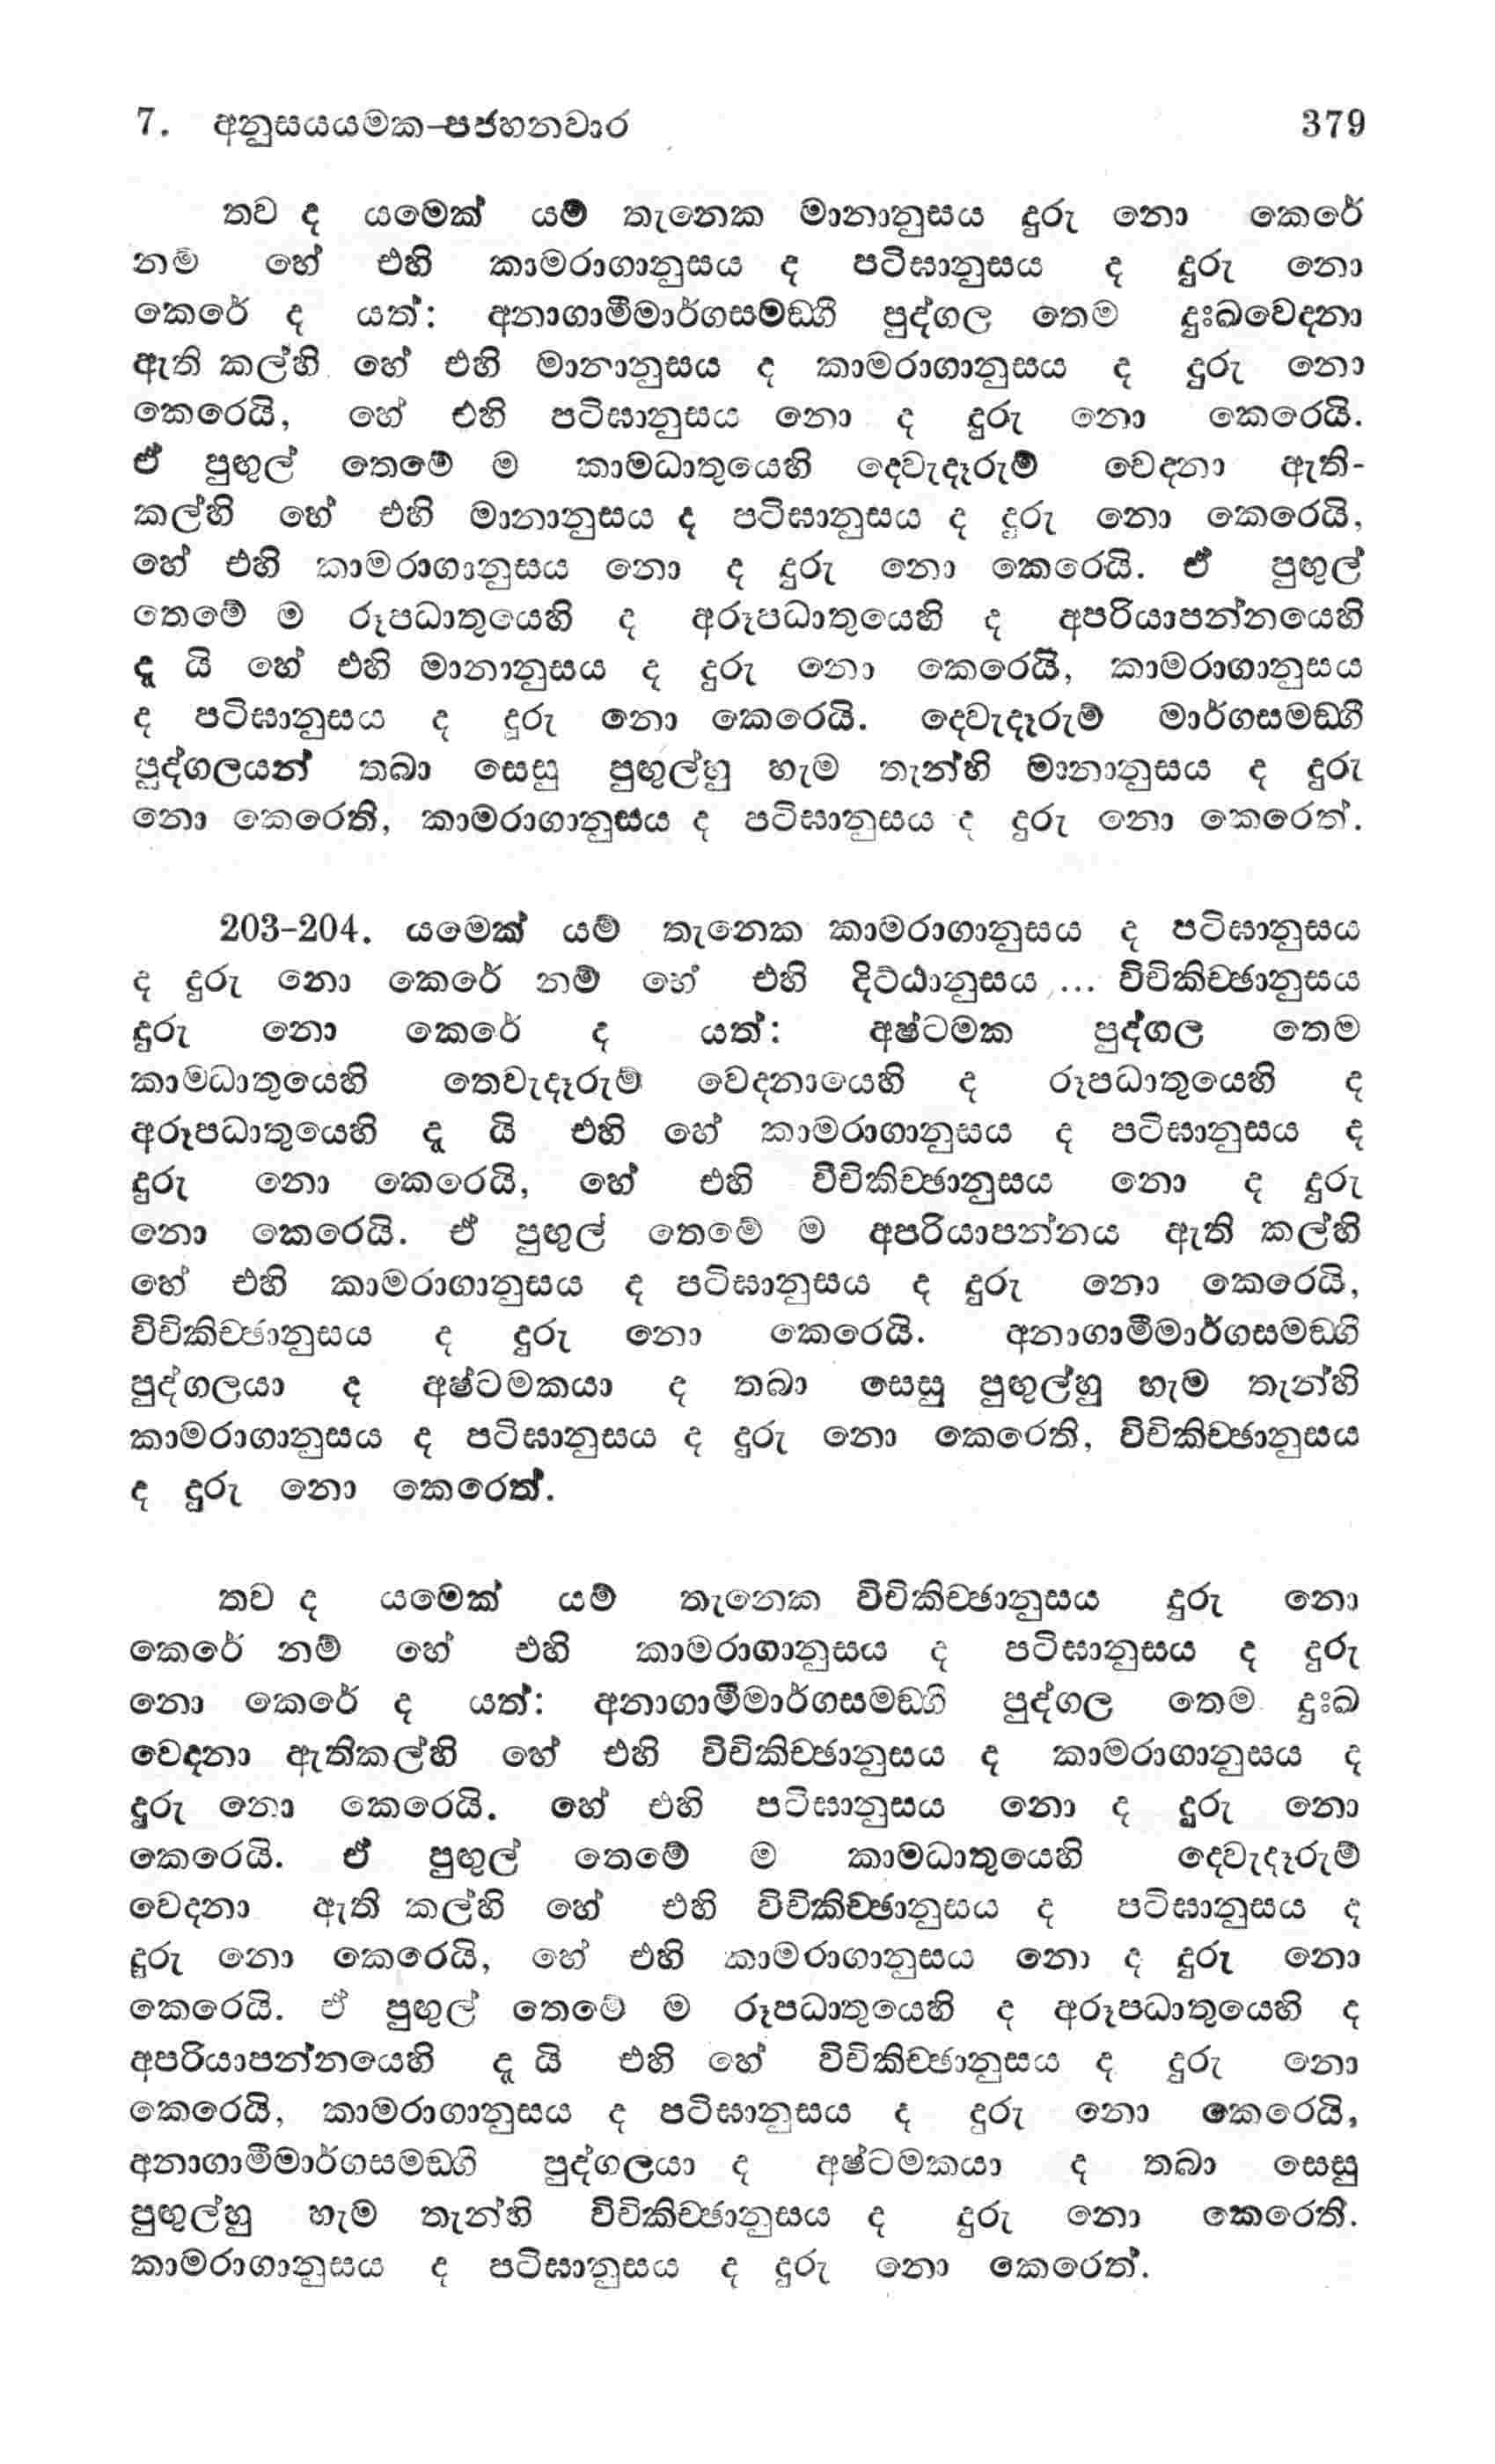 7. අනුසයයමක-පජහනවාර 379
තව ද යමෙක් යම් තැනෙක මානානුසය දුරු නො කෙරේ
නම් හේ එහි කාමරාගානුසය ද පටිඝානුසය ද දුරු නො
කෙරේ ද යත්: අනාගාමීමාර්ගසමඞ්ගී පුද්ගල තෙම දුඃඛවෙදනා
ඇති කල්හි හේ එහි මානානුසය ද කාමරාගානුසය ද දුරු නො
කෙරෙයි, හේ එහි පටිඝානුසය නො ද දුරු නො කෙරෙයි.
ඒ පුඟුල් තෙමේ ම කාමධාතුයෙහි දෙවැදෑරුම් වෙදනා ඇති-
කල්හි හේ එහි මානානුසය ද පටිඝානුසය ද දුරු නො කෙරෙයි,
හේ එහි කාමරාගානුසය නො ද දුරු නො කෙරෙයි. ඒ පුඟුල්
තෙමේ ම රූපධාතුයෙහි ද අරූපධාතුයෙහි ද අපරියාපන්නයෙහි
දූ යි හේ එහි මානානුසය ද දුරු නො කෙරෙයි, කාමරාගානුසය
ද පටිඝානුසය ද දුරු නො කෙරෙයි. දෙවැදෑරුම් මාර්ගසමඞ්ගී
පුද්ගලයන් තබා සෙසු පුඟුල්හු හැම තැන්හි මානානුසය ද දුරු
නො කෙරෙති, කාමරාගානුසය ද පටිඝානුසය ද දුරු නො කෙරෙත්.
203-204. යමෙක් යම් තැනෙක කාමරාගානුසය ද පටිඝානුසය
ද දුරු නො කෙරේ නම් හේ එහි දිට්ඨානුසය ... විචිකිච්ඡානුසය
දුරු නො කෙරේ ද යත්: අෂ්ටමක පුද්ගල තෙම
කාමධාතුයෙහි තෙවැදෑරුම් වෙදනායෙහි ද රූපධාතුයෙහි ද
අරූපධාතුයෙහි දූ යි එහි හේ කාමරාගානුසය ද පටිඝානුසය ද
දුරු නො කෙරෙයි, හේ එහි විචිකිච්ඡානුසය නො ද දුරු
නො කෙරෙයි. ඒ පුඟුල් තෙමේ ම අපරියාපන්නය ඇති කල්හි
හේ එහි කාමරාගානුසය ද පටිඝානුසය ද දුරු නො කෙරෙයි,
විචිකිච්ඡානුසය ද දුරු නො කෙරෙයි. අනාගාමීමාර්ගසමඞ්ගි
පුද්ගලයා ද අෂ්ටමකයා ද තබා සෙසු පුඟුල්හු හැම තැන්හි
කාමරාගානුසය ද පටිඝානුසය ද දුරු නො කෙරෙති, විචිකිච්ඡානුසය
ද දුරු නො කෙරෙත්.
තව ද යමෙක් යම් තැනෙක විචිකිච්ඡානුසය දුරු නො
කෙරේ නම් හේ එහි කාමරාගානුසය ද පටිඝානුසය ද දුරු
නො කෙරේ ද යත්: අනාගාමීමාර්ගසමඞ්ගි පුද්ගල තෙම දුඃඛ
වෙදනා ඇතිකල්හි හේ එහි විචිකිච්ඡානුසය ද කාමරාගානුසය ද
දුරු නො කෙරෙයි. හේ එහි පටිඝානුසය නො ද දුරු නො
කෙරෙයි. ඒ පුඟුල් තෙමේ ම කාමධාතුයෙහි දෙවැදෑරුම්
වෙදනා ඇති කල්හි හේ එහි විචිකිච්ඡානුසය ද පටිඝානුසය ද
දුරු නො කෙරෙයි, හේ එහි කාමරාගානුසය නො ද දුරු නො
කෙරෙයි. ඒ පුඟුල් තෙමේ ම රූපධාතුයෙහි ද අරූපධාතුයෙහි ද
අපරියාපන්නයෙහි දූ යි එහි හේ විචිකිච්ඡානුසය ද දුරු නො
කෙරෙයි, කාමරාගානුසය ද පටිඝානුසය ද දුරු නො කෙරෙයි,
අනාගාමීමාර්ගසමඞ්ගි පුද්ගලයා ද අෂ්ටමකයා ද තබා සෙසු
පුඟුල්හු හැම තැන්හි විචිකිච්ඡානුසය ද දුරු නො කෙරෙති.
කාමරාගානුසය ද පටිඝානුසය ද දුරු නො කෙරෙත්.